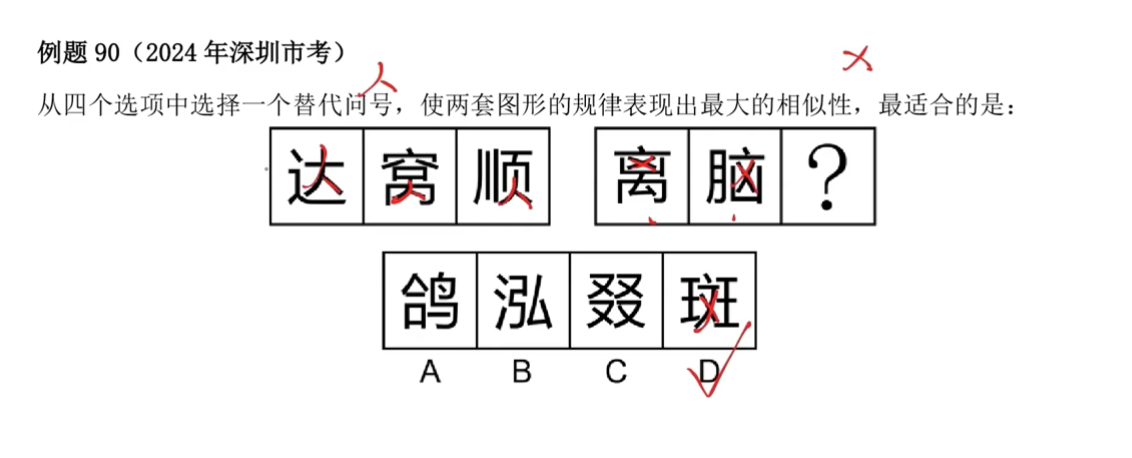 例题 90（2024 年深圳市考）
人
从四个选项中选择一个替代问号，使两套图形的规律表现出最大的相似性，最适合的是：
达 窝 顺 离 脑 ？
鸽 泓 叕 斑
A B C D